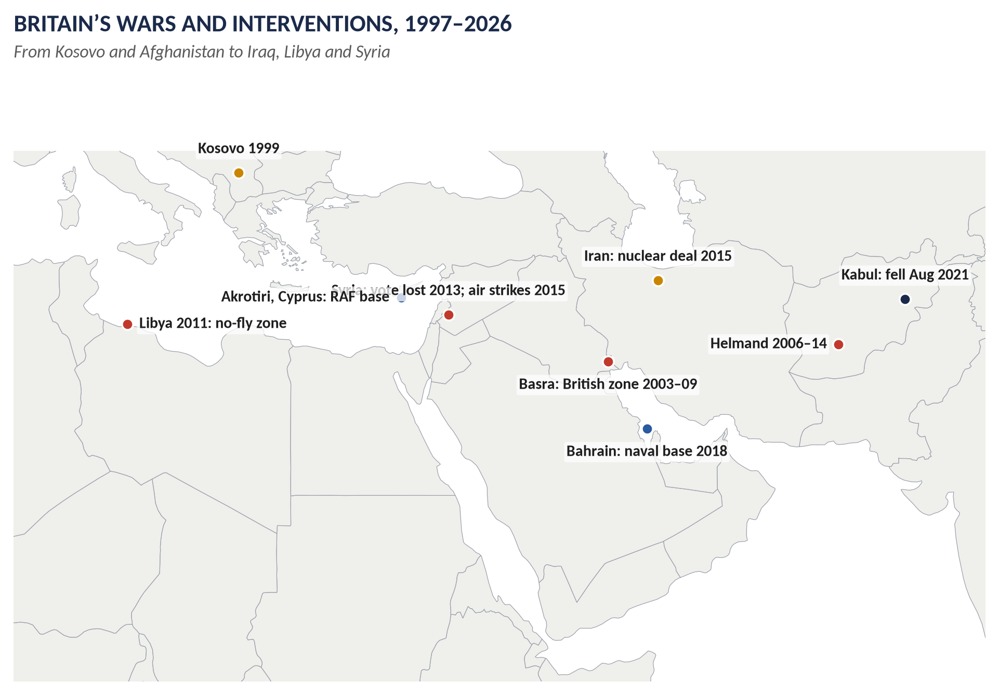 BRITAIN’S WARS AND INTERVENTIONS, 1997–2026
From Kosovo and Afghanistan to Iraq, Libya and Syria
Kosovo 1999
Iran: nuclear deal 2015
Kabul: fell Aug 2021
Syria: vote lost 2013; air strikes 2015
Akrotiri, Cyprus: RAF base
Libya 2011: no-fly zone
Helmand 2006–14
Basra: British zone 2003–09
Bahrain: naval base 2018